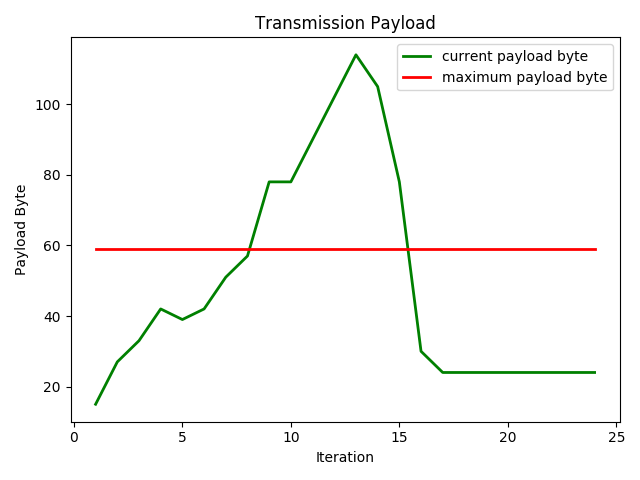 Transmission Payload
current payload byte
maximum payload byte
Payload Byte
100
80
60
40
20
0
5
10
15
20
25
Iteration